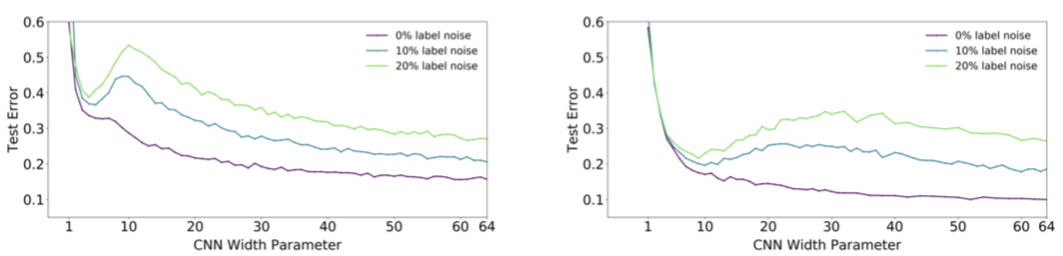 0.6
0.5
0.4
0.3
0.2
0.1
Test Error
0% label noise
10% label noise
20% label noise
1 10 20 30 40 50 60 64
CNN Width Parameter
0.6
0.5
0.4
0.3
0.2
0.1
Test Error
0% label noise
10% label noise
20% label noise
1 10 20 30 40 50 60 64
CNN Width Parameter